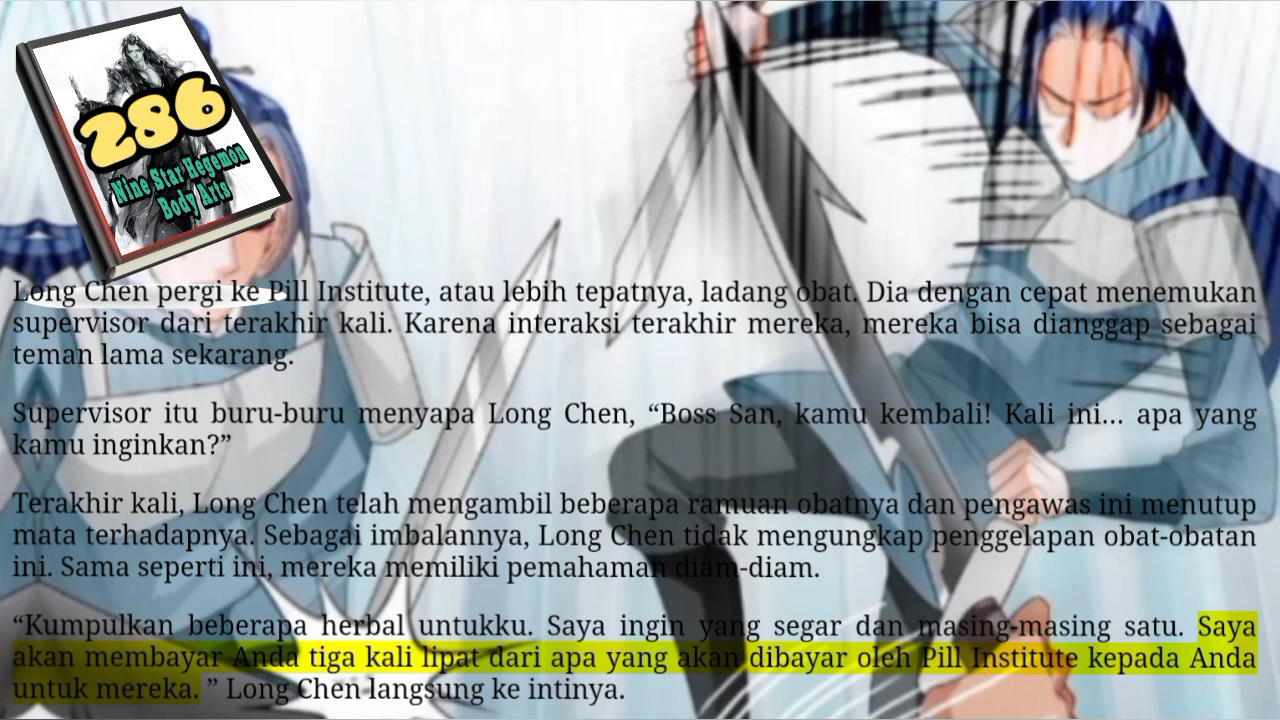 286
Nine Star Hegemon
Body Arts
Long Chen pergi ke Pill Institute, atau lebih tepatnya, ladang obat. Dia dengan cepat menemukan
supervisor dari terakhir kali. Karena interaksi terakhir mereka, mereka bisa dianggap sebagai
teman lama sekarang.
Supervisor itu buru-buru menyapa Long Chen, “Boss San, kamu kembali! Kali ini... apa yang
kamu inginkan?”
Terakhir kali, Long Chen telah mengambil beberapa ramuan obatnya dan pengawas ini menutup
mata terhadapnya. Sebagai imbalannya, Long Chen tidak mengungkap penggelapan obat-obatan
ini. Sama seperti ini, mereka memiliki pemahaman diam-diam.
“Kumpulkan beberapa herbal untukku. Saya ingin yang segar dan masing-masing satu. Saya
akan membayar Anda tiga kali lipat dari apa yang akan dibayar oleh Pill Institute kepada Anda
untuk mereka. ” Long Chen langsung ke intinya.